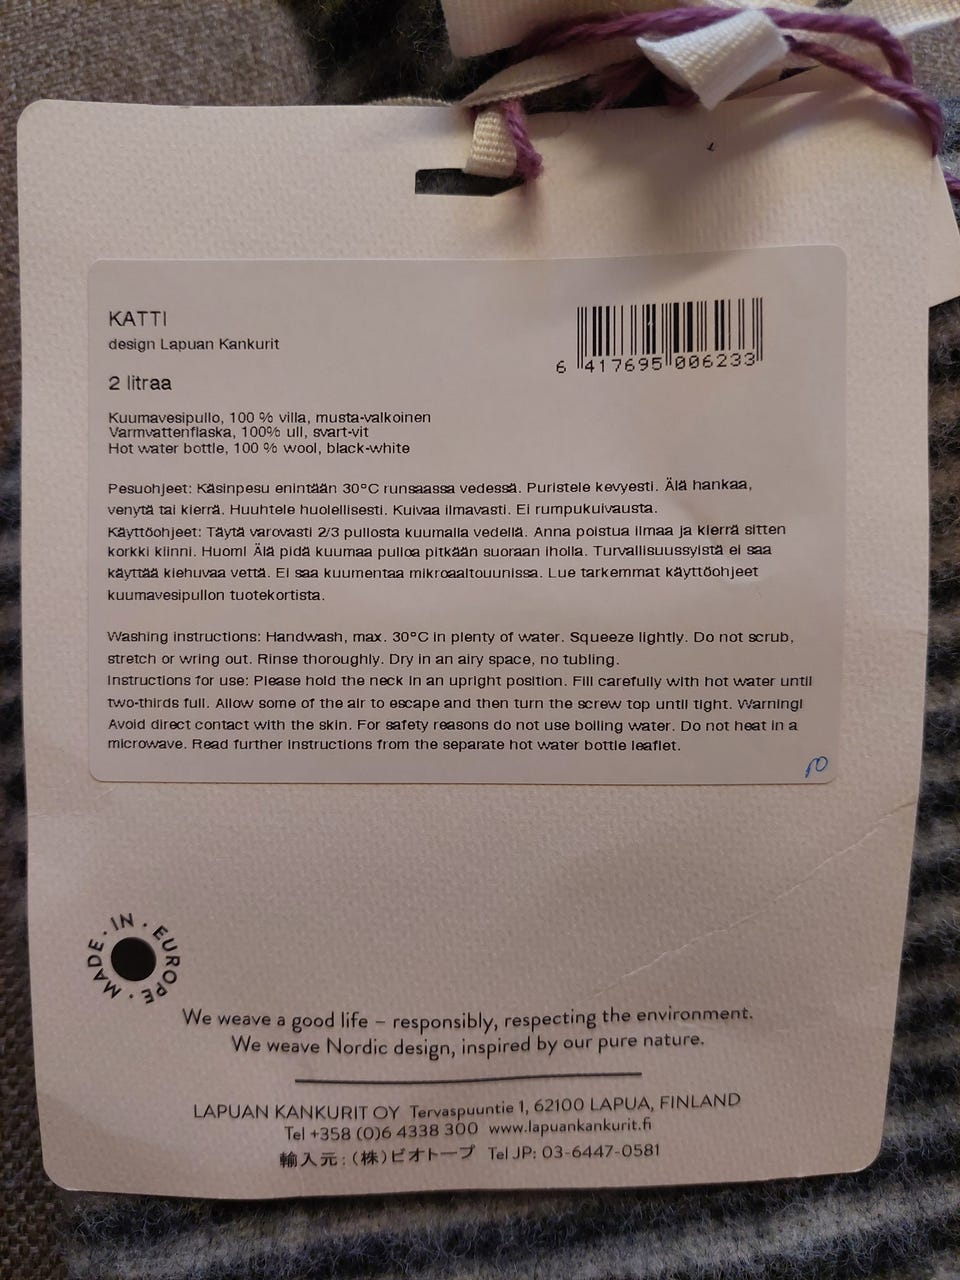 KATTI
design Lapuan Kankurit
2 litraa
6 417695 006233
Kuumavesipullo, 100 % villa, musta-valkoinen
Varmvattenflaska, 100% ull, svart-vit
Hot water bottle, 100 % wool, black-white
Pesuohjeet: Käsinpesu enintään 30°C runsaassa vedessä. Puristele kevyesti. Älä hankaa,
venytä tai kierrä. Huuhtele huolellisesti. Kuivaa ilmavasti. Ei rumpukuivausta.
Käyttöohjeet: Täytä varovasti 2/3 pullosta kuumalla vedellä. Anna poistua ilmaa ja kierrä sitten
korkki kiinni. Huom! Älä pidä kuumaa pulloa pitkään suoraan iholla. Turvallisuussyistä ei saa
käyttää kiehuvaa vettä. Ei saa kuumentaa mikroaaltouunissa. Lue tarkemmat käyttöohjeet
kuumavesipullon tuotekortista.
Washing instructions: Handwash, max. 30°C in plenty of water. Squeeze lightly. Do not scrub,
stretch or wring out. Rinse thoroughly. Dry in an airy space, no tubling.
Instructions for use: Please hold the neck in an upright position. Fill carefully with hot water until
two-thirds full. Allow some of the air to escape and then turn the screw top until tight. Warning!
Avoid direct contact with the skin. For safety reasons do not use boiling water. Do not heat in a
microwave. Read further instructions from the separate hot water bottle leaflet.
MADE · IN · EUROPE ·
We weave a good life – responsibly, respecting the environment.
We weave Nordic design, inspired by our pure nature.
LAPUAN KANKURIT OY Tervaspuuntie 1, 62100 LAPUA, FINLAND
Tel +358 (0)6 4338 300 www.lapuankankurit.fi
輸入元:(株)ビオトープ Tel JP: 03-6447-0581